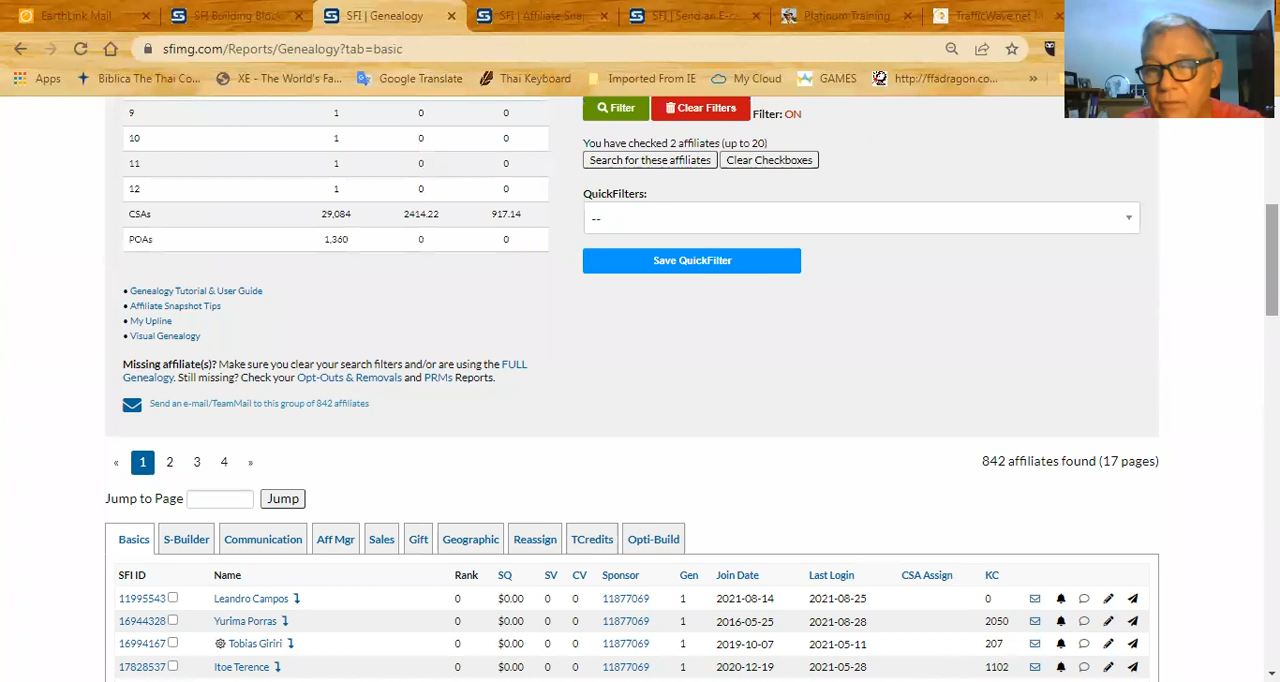 EarthLink Mail
SFI Building Block
SFI | Genealogy
SFI | Affiliate Snap
SFI | Send an E-c
Platinum Training
TrafficWave.net
sfimg.com/Reports/Genealogy?tab=basic
Apps
Biblica The Thai Co...
XE - The World's Fa...
Google Translate
Thai Keyboard
Imported From IE
My Cloud
GAMES
http://ffadragon.co...
»
9 1 0 0
10 1 0 0
11 1 0 0
12 1 0 0
CSAs 29,084 2414.22 917.14
POAs 1,360 0 0
Filter Clear Filters Filter: ON
You have checked 2 affiliates (up to 20)
Search for these affiliates Clear Checkboxes
QuickFilters:
--
Save QuickFilter
• Genealogy Tutorial & User Guide
• Affiliate Snapshot Tips
• My Upline
• Visual Genealogy
Missing affiliate(s)? Make sure you clear your search filters and/or are using the FULL
Genealogy. Still missing? Check your Opt-Outs & Removals and PRMs Reports.
Send an e-mail/TeamMail to this group of 842 affiliates
« 1 2 3 4 »
842 affiliates found (17 pages)
Jump to Page Jump
Basics S-Builder Communication Aff Mgr Sales Gift Geographic Reassign TCredits Opti-Build
SFI ID Name Rank SQ SV CV Sponsor Gen Join Date Last Login CSA Assign KC
11995543 Leandro Campos 0 $0.00 0 0 11877069 1 2021-08-14 2021-08-25 0
16944328 Yurima Porras 0 $0.00 0 0 11877069 1 2016-05-25 2021-08-28 2050
16994167 Tobias Giriri 0 $0.00 0 0 11877069 1 2019-10-07 2021-05-11 207
17828537 Itoe Terence 0 $0.00 0 0 11877069 1 2020-12-19 2021-05-28 1102